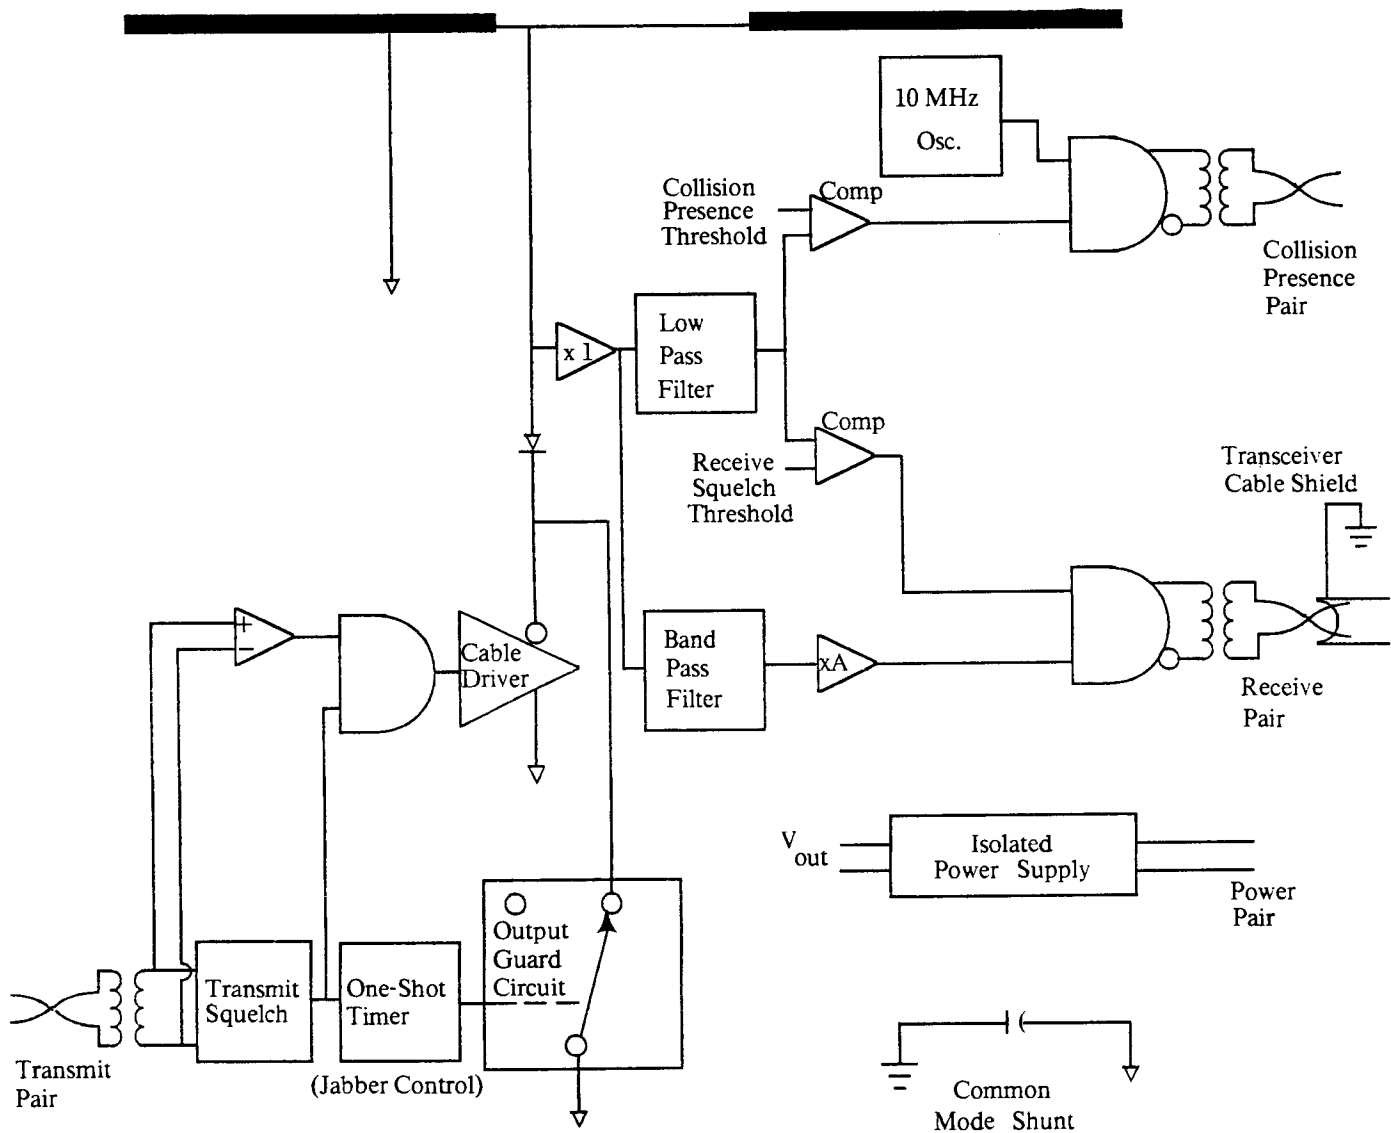 10 MHz
Osc.
Collision
Presence
Threshold
Comp
Collision
Presence
Pair
x 1
Low
Pass
Filter
Comp
Receive
Squelch
Threshold
Transceiver
Cable Shield
+
−
Cable
Driver
Band
Pass
Filter
xA
Receive
Pair
V out
Isolated
Power Supply
Power
Pair
Output
Guard
Circuit
Transmit
Squelch
One-Shot
Timer
(Jabber Control)
Transmit
Pair
Common
Mode Shunt